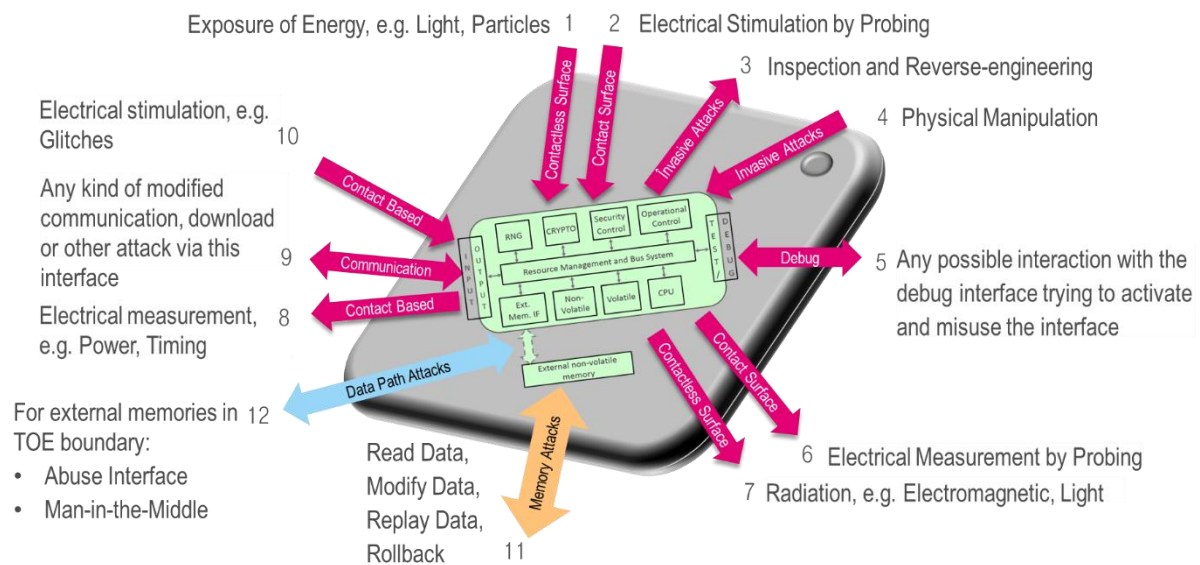 Exposure of Energy, e.g. Light, Particles 1
2 Electrical Stimulation by Probing
3 Inspection and Reverse-engineering
4 Physical Manipulation
Electrical stimulation, e.g.
Glitches
10
Any kind of modified
communication, download
or other attack via this
interface
9
8
Electrical measurement,
e.g. Power, Timing
Contactless Surface
Contact Surface
Invasive Attacks
Invasive Attacks
Contact Based
Communication
Contact Based
INPUT
OUTPUT
RNG
CRYPTO
Security
Control
Operational
Control
Resource Management and Bus System
Ext.
Mem. IF
Non-
Volatile
Volatile
CPU
TEST/
DEBUG
Debug
5 Any possible interaction with the
debug interface trying to activate
and misuse the interface
External non-volatile
memory
Data Path Attacks
Memory Attacks
Contactless Surface
Contact Surface
6 Electrical Measurement by Probing
7 Radiation, e.g. Electromagnetic, Light
For external memories in 12
TOE boundary:
• Abuse Interface
• Man-in-the-Middle
Read Data,
Modify Data,
Replay Data,
Rollback
11